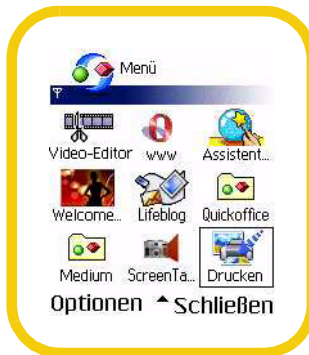 Menü
Video-Editor www Assistent...
Welcome... Lifeblog Quickoffice
Medium ScreenTa... Drucken
Optionen Schließen